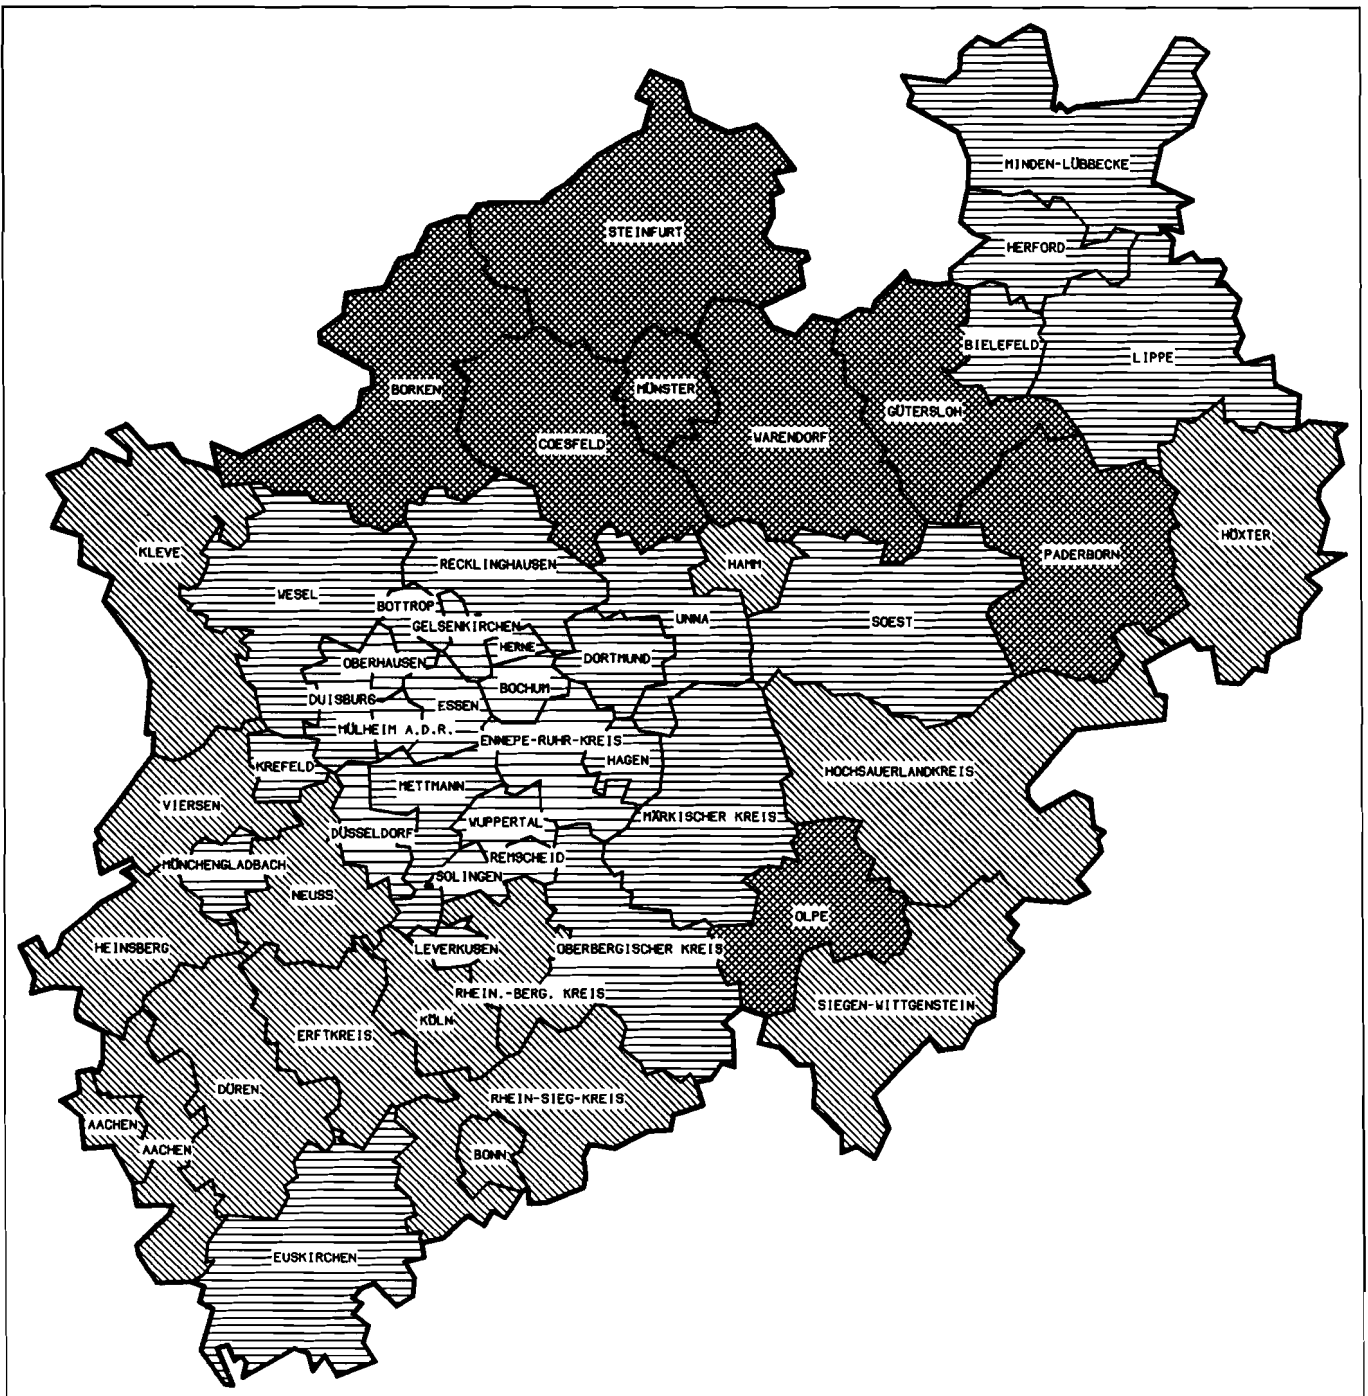 MINDEN-LÜBBECKE
STEINFURT
HERFORD
BIELEFELD
LIPPE
BORKEN
MÜNSTER
GÜTERSLOH
COESFELD
WARENDORF
HÖXTER
KLEVE
PADERBORN
RECKLINGHAUSEN
HAMM
WESEL
BOTTROP
UNNA
SOEST
GELSENKIRCHEN
HERNE
OBERHAUSEN
DORTMUND
BOCHUM
DUISBURG
ESSEN
MÜLHEIM A.D.R.
ENNEPE-RUHR-KREIS
HAGEN
KREFELD
HOCHSAUERLANDKREIS
METTMANN
VIERSEN
MÄRKISCHER KREIS
WUPPERTAL
DÜSSELDORF
REMSCHEID
MÖNCHENGLADBACH
SOLINGEN
NEUSS
OLPE
HEINSBERG
LEVERKUSEN
OBERBERGISCHER KREIS
RHEIN.-BERG. KREIS
SIEGEN-WITTGENSTEIN
KÖLN
ERFTKREIS
DÜREN
RHEIN-SIEG-KREIS
AACHEN
AACHEN
BONN
EUSKIRCHEN